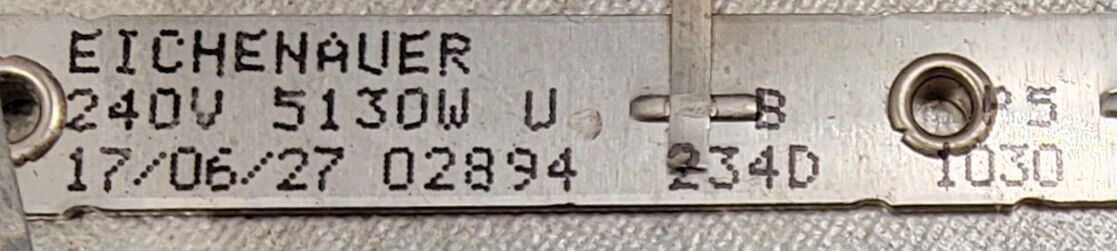 EICHENAUER
240V 5130W U B
17/06/27 02894 234D 1030